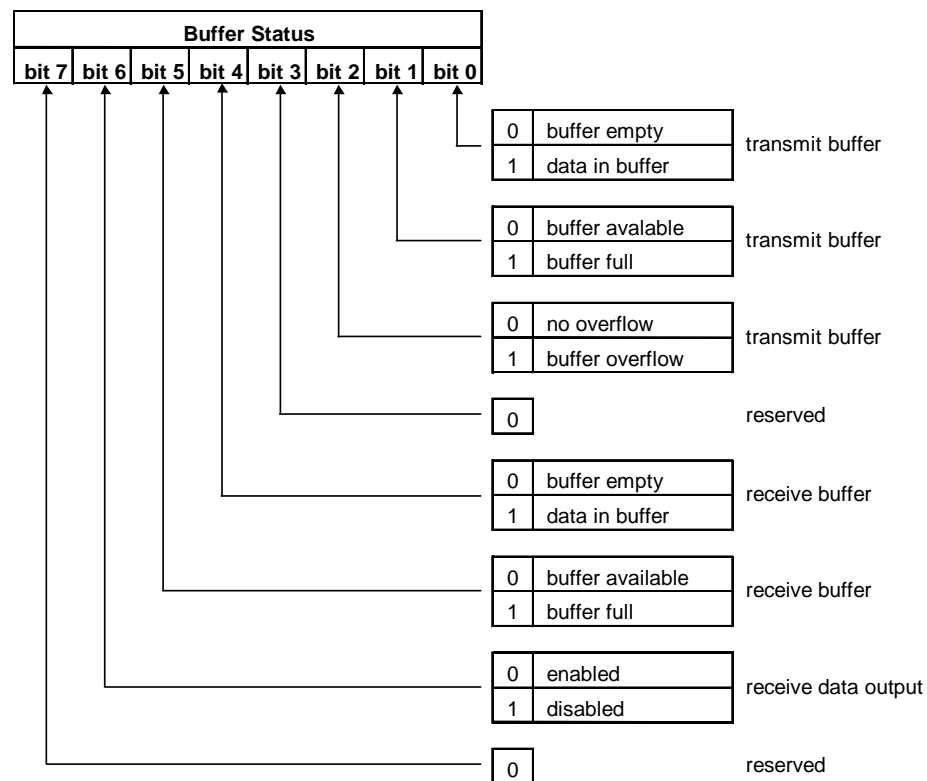 Buffer Status
bit 7 bit 6 bit 5 bit 4 bit 3 bit 2 bit 1 bit 0
0 buffer empty
transmit buffer
1 data in buffer
0 buffer avalable
transmit buffer
1 buffer full
0 no overflow
transmit buffer
1 buffer overflow
0 reserved
0 buffer empty
receive buffer
1 data in buffer
0 buffer available
receive buffer
1 buffer full
0 enabled
receive data output
1 disabled
0 reserved